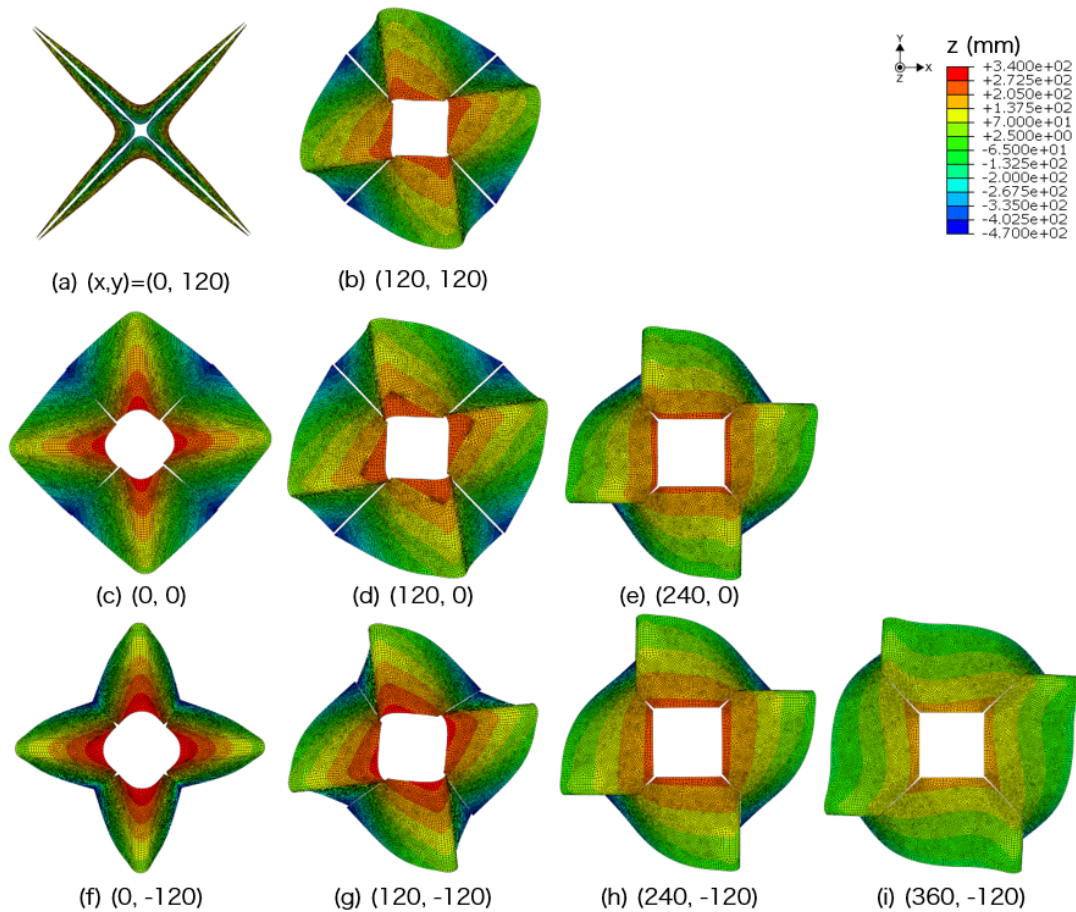 Y
X
Z
z (mm)
+3.400e+02
+2.725e+02
+2.050e+02
+1.375e+02
+7.000e+01
+2.500e+00
-6.500e+01
-1.325e+02
-2.000e+02
-2.675e+02
-3.350e+02
-4.025e+02
-4.700e+02
(a) (x,y)=(0, 120)
(b) (120, 120)
(c) (0, 0)
(d) (120, 0)
(e) (240, 0)
(f) (0, -120)
(g) (120, -120)
(h) (240, -120)
(i) (360, -120)